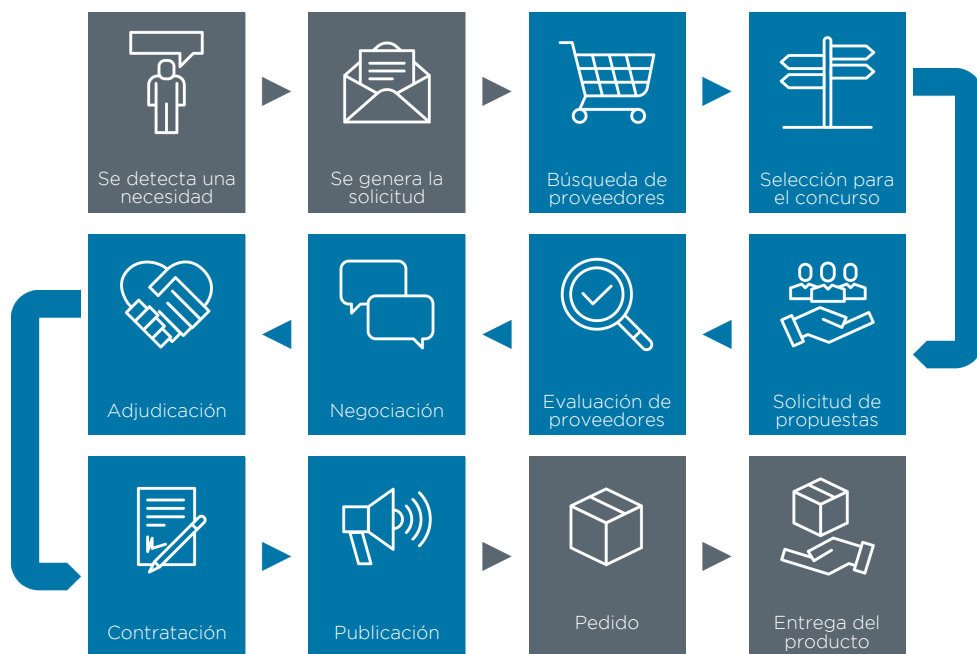 Se detecta una
necesidad
Se genera la
solicitud
Búsqueda de
proveedores
Selección para
el concurso
Solicitud de
propuestas
Evaluación de
proveedores
Negociación
Adjudicación
Contratación
Publicación
Pedido
Entrega del
producto